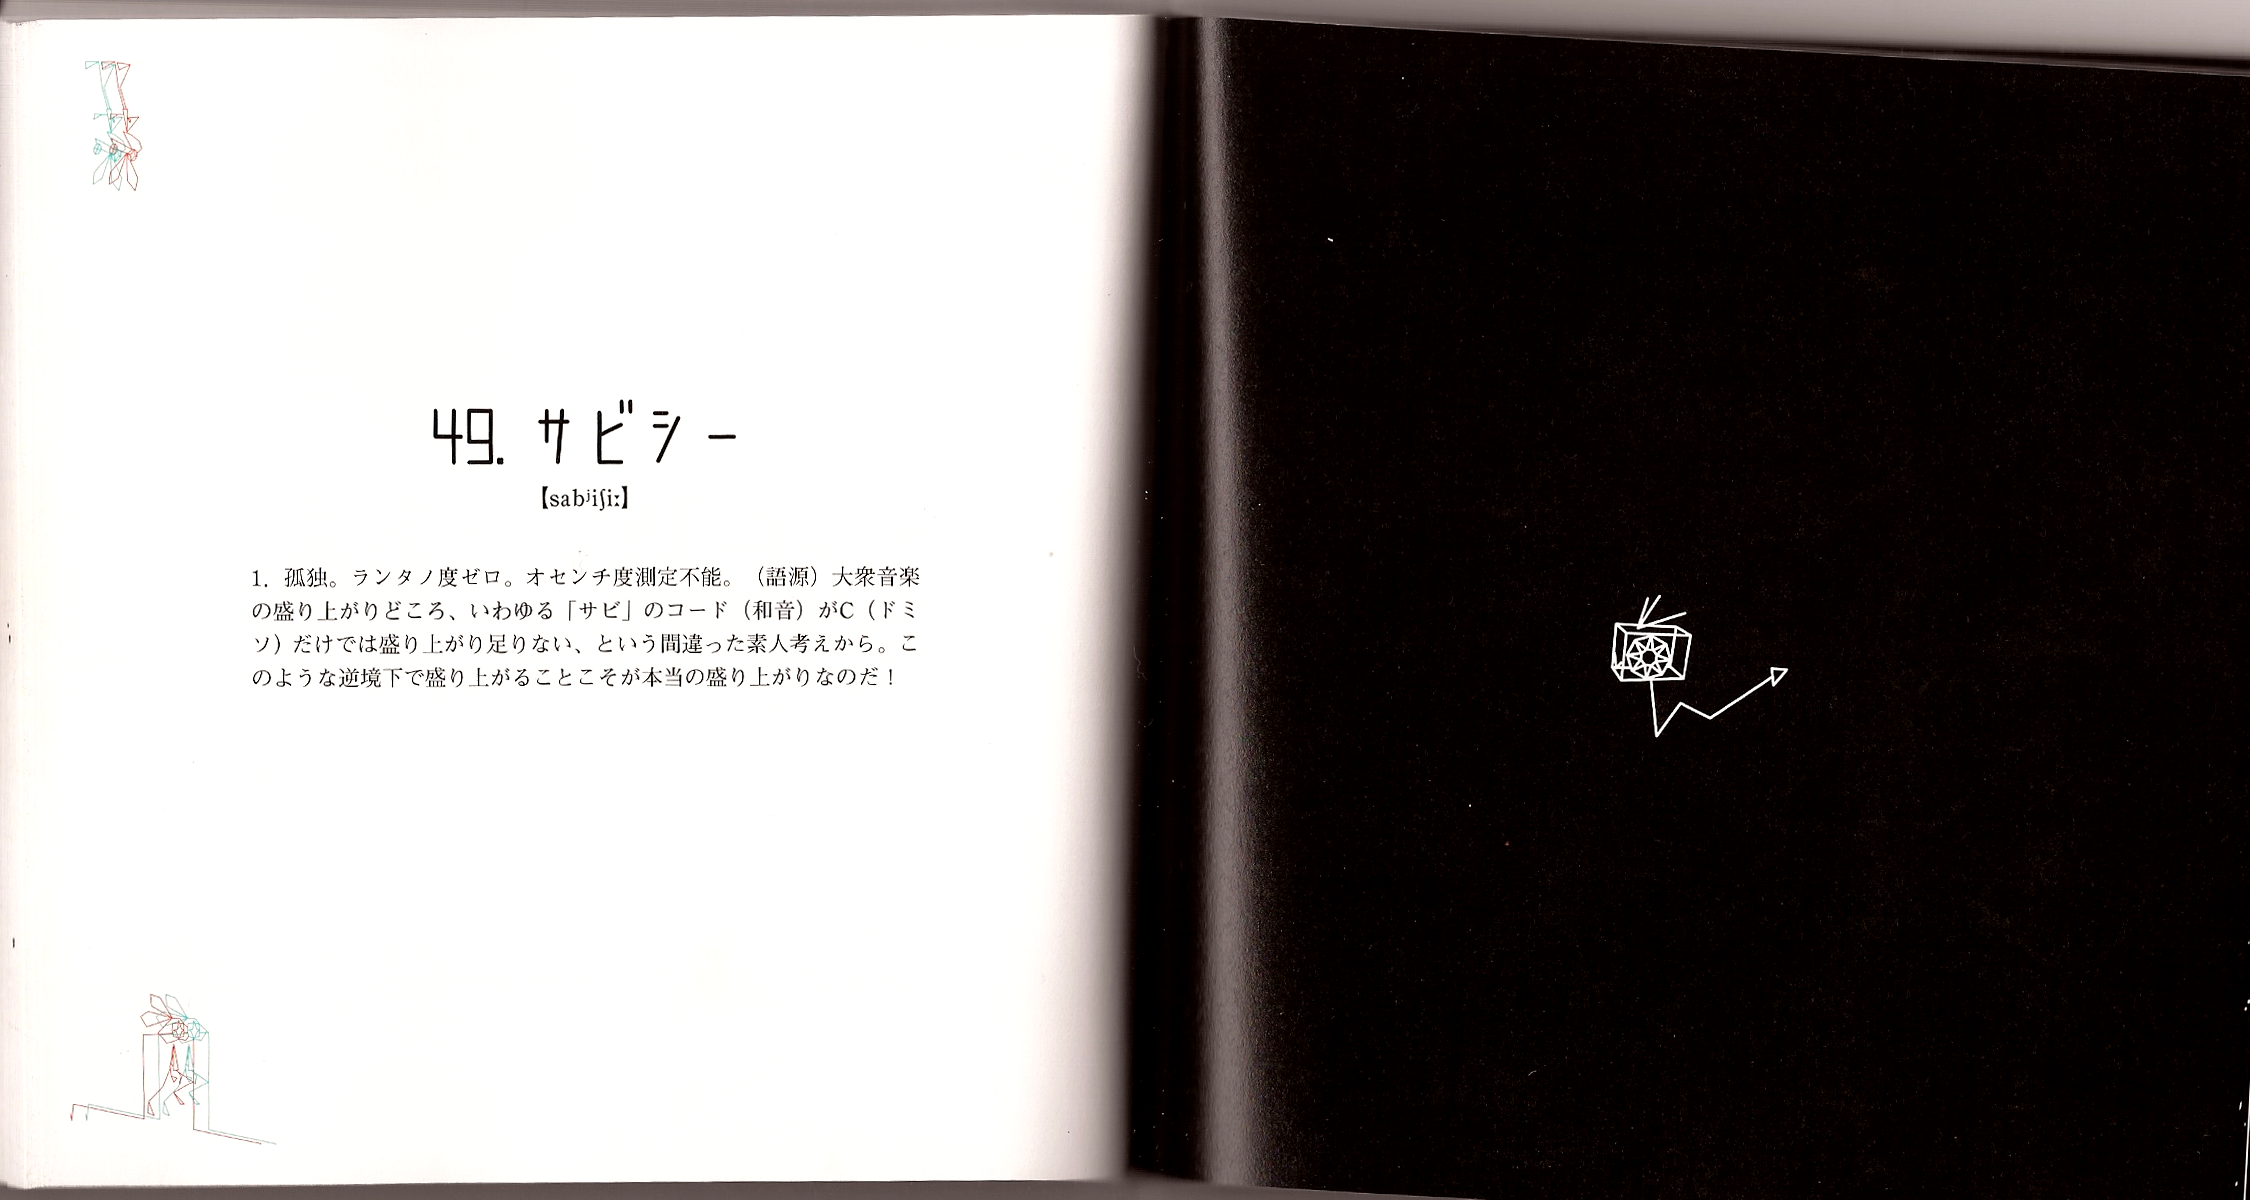 49. サビシー
【sabʲiʃiː】
1. 孤独。ランタノ度ゼロ。オセンチ度測定不能。（語源）大衆音楽
の盛り上がりどころ、いわゆる「サビ」のコード（和音）がC（ドミ
ソ）だけでは盛り上がり足りない、という間違った素人考えから。こ
のような逆境下で盛り上がることこそが本当の盛り上がりなのだ！